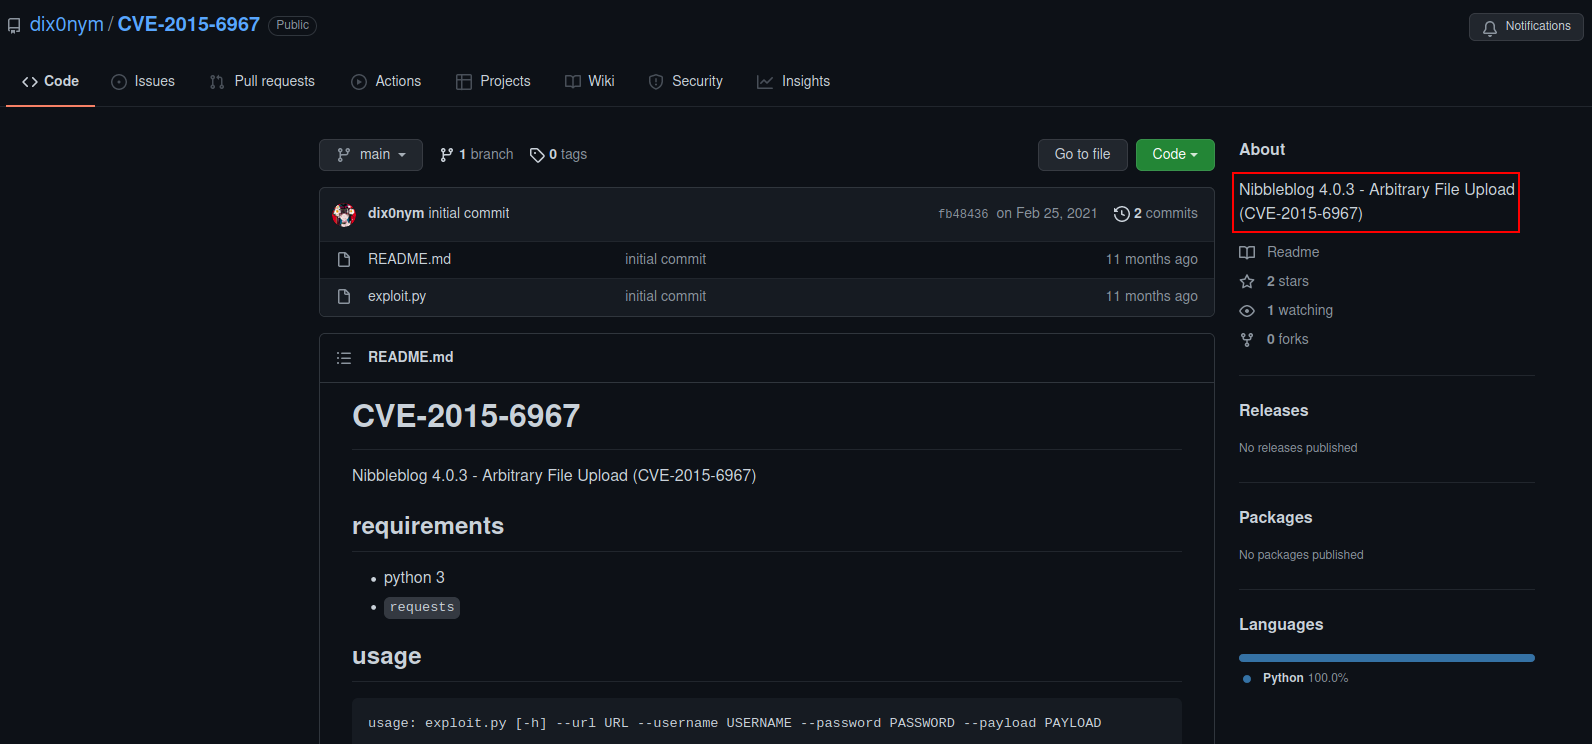 dix0nym / CVE-2015-6967 Public
Notifications
Code Issues Pull requests Actions Projects Wiki Security Insights
main 1 branch 0 tags Go to file Code
dix0nym initial commit fb48436 on Feb 25, 2021 2 commits
README.md initial commit 11 months ago
exploit.py initial commit 11 months ago
README.md
CVE-2015-6967
Nibbleblog 4.0.3 - Arbitrary File Upload (CVE-2015-6967)
requirements
• python 3
• requests
usage
usage: exploit.py [-h] --url URL --username USERNAME --password PASSWORD --payload PAYLOAD
About
Nibbleblog 4.0.3 - Arbitrary File Upload
(CVE-2015-6967)
Readme
2 stars
1 watching
0 forks
Releases
No releases published
Packages
No packages published
Languages
Python 100.0%